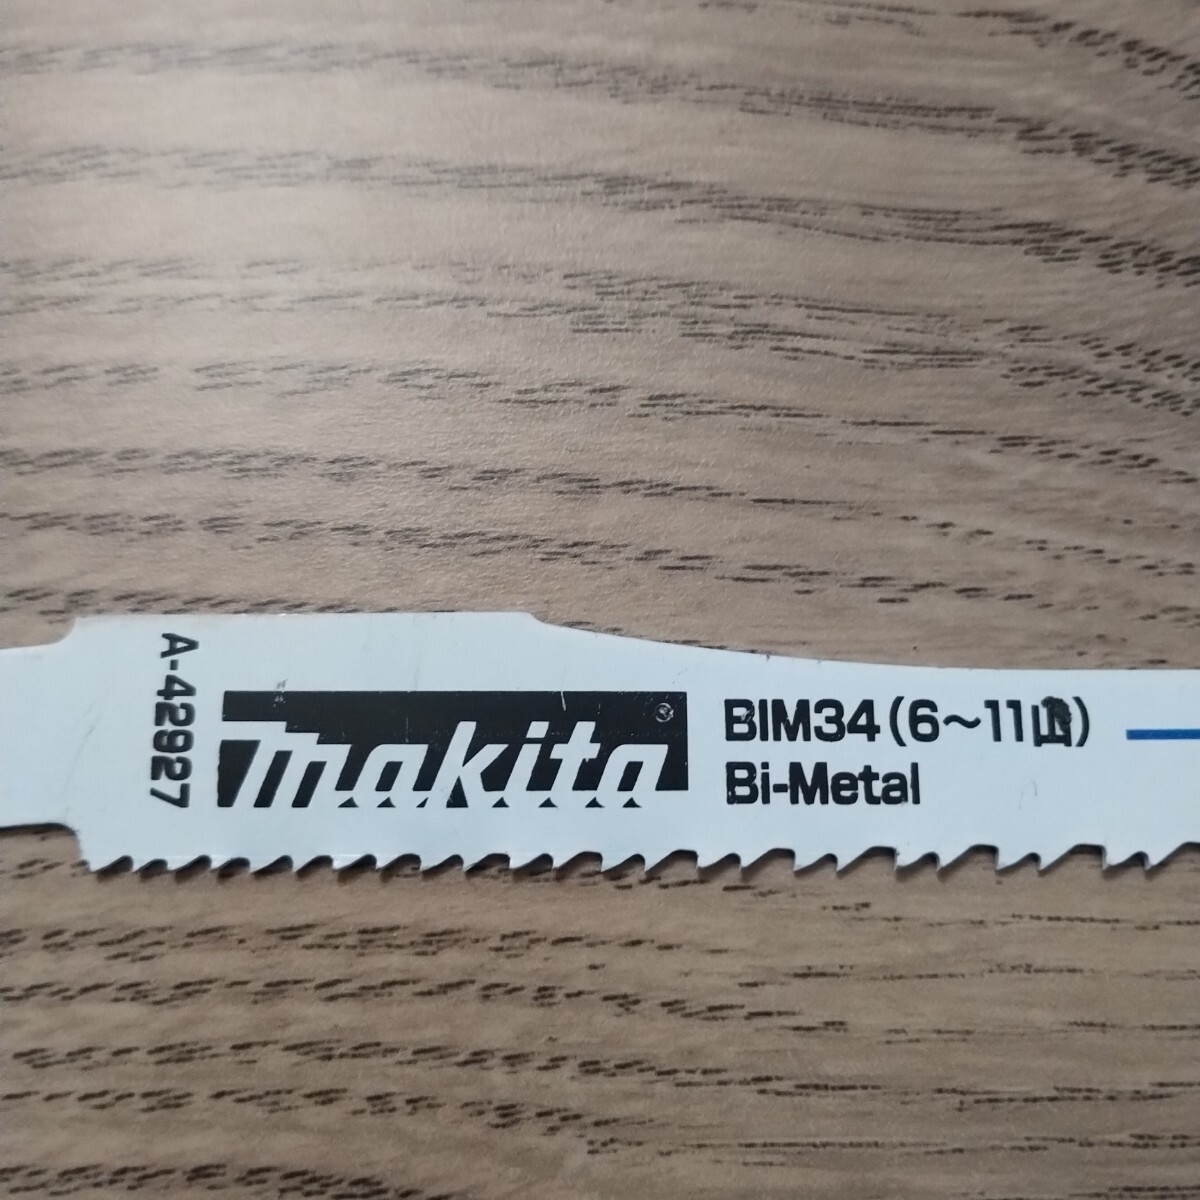 A-42927
makita®
BIM34(6～11山)
Bi-Metal